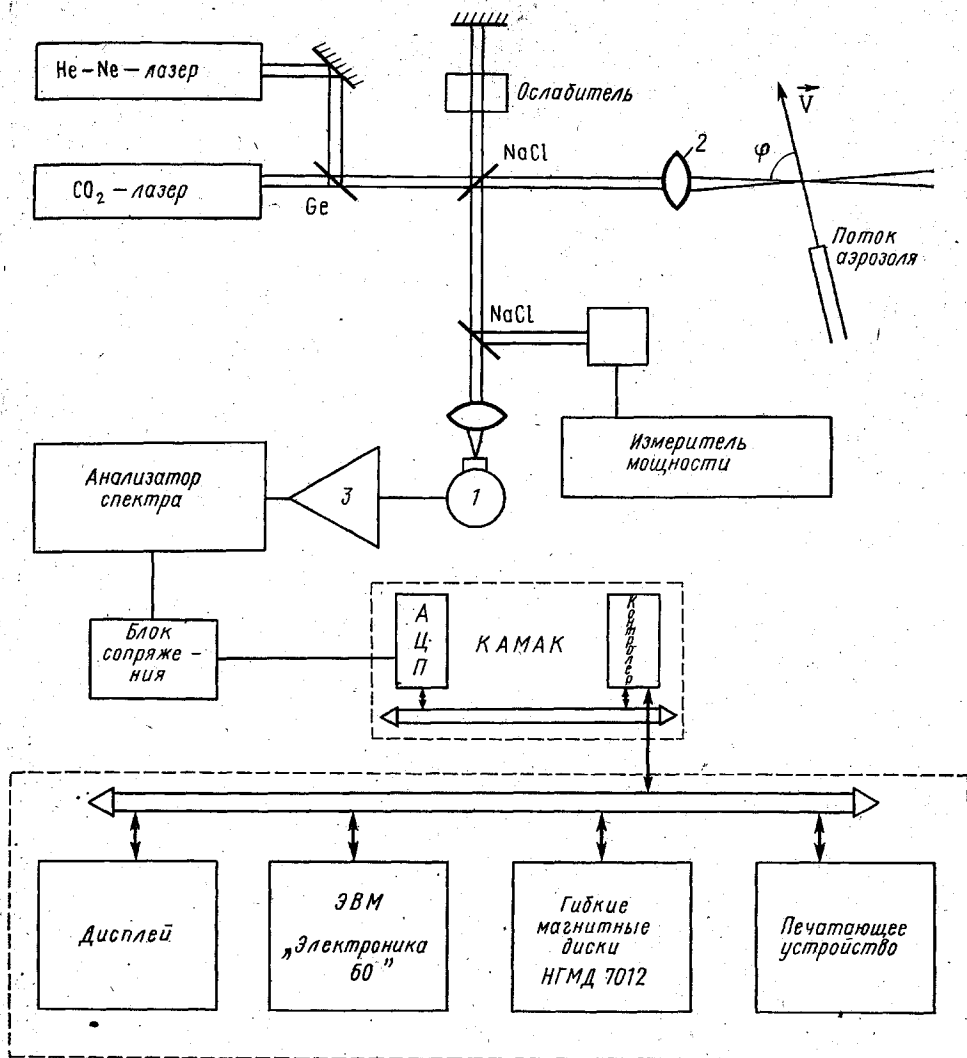 He-Ne-лазер
Ослабитель
V
2
φ
NaCl
CO2-лазер
Ge
Поток
аэрозоля
NaCl
Измеритель
мощности
Анализатор
спектра
3
1
Блок
сопряже-
ния
А
Ц
П
КАМАК
Контролер
Дисплей
ЭВМ
„Электроника
60”
Гибкие
магнитные
диски
НГМД 7012
Печатающее
устройство